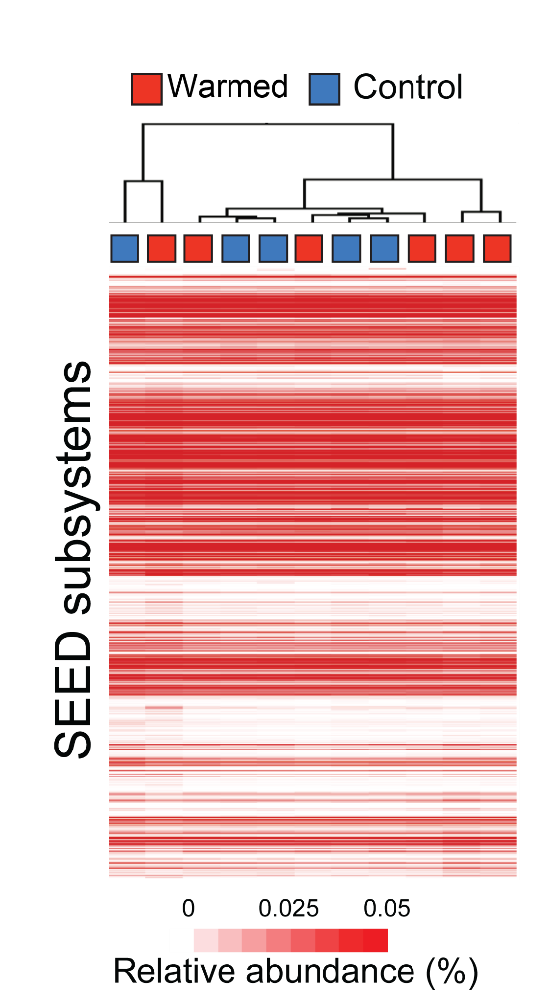 Warmed Control
SEED subsystems
0 0.025 0.05
Relative abundance (%)